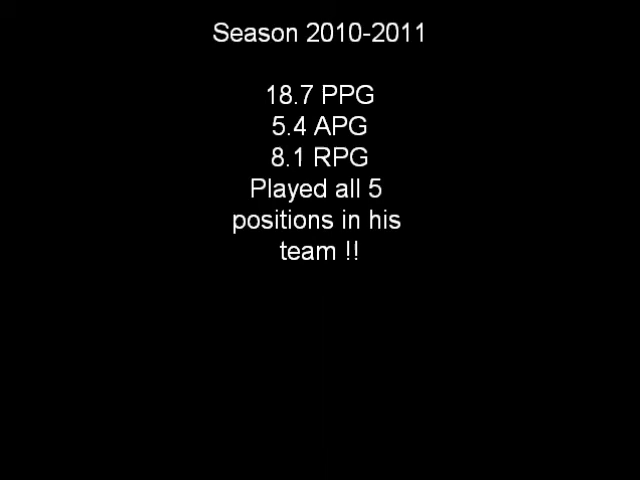 Season 2010-2011
18.7 PPG
5.4 APG
8.1 RPG
Played all 5
positions in his
team !!